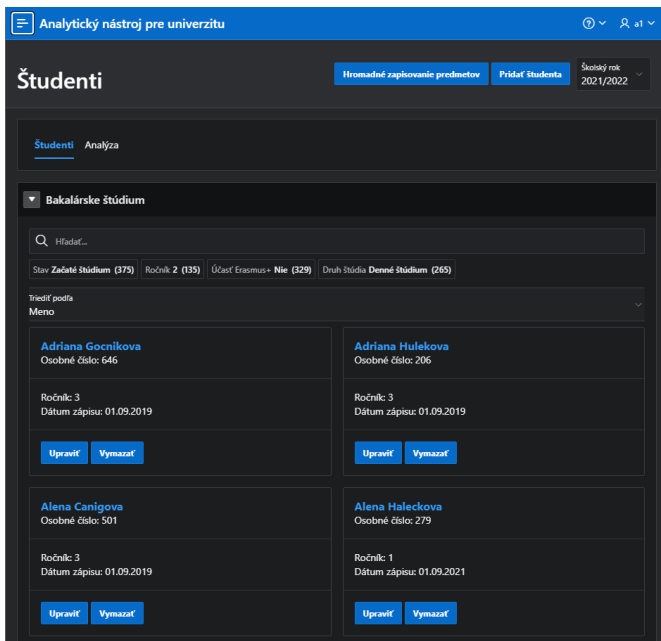 Analytický nástroj pre univerzitu
a1
Študenti
Hromadné zapisovanie predmetov
Pridať študenta
Školský rok
2021/2022
Študenti Analýza
Bakalárske štúdium
Hľadať...
Stav Začaté štúdium (375) Ročník 2 (135) Účasť Erasmus+ Nie (329) Druh štúdia Denné štúdium (265)
Triediť podľa
Meno
Adriana Gocnikova
Osobné číslo: 646
Ročník: 3
Dátum zápisu: 01.09.2019
Upraviť Vymazať
Adriana Hulekova
Osobné číslo: 206
Ročník: 3
Dátum zápisu: 01.09.2019
Upraviť Vymazať
Alena Canigova
Osobné číslo: 501
Ročník: 3
Dátum zápisu: 01.09.2019
Upraviť Vymazať
Alena Haleckova
Osobné číslo: 279
Ročník: 1
Dátum zápisu: 01.09.2021
Upraviť Vymazať